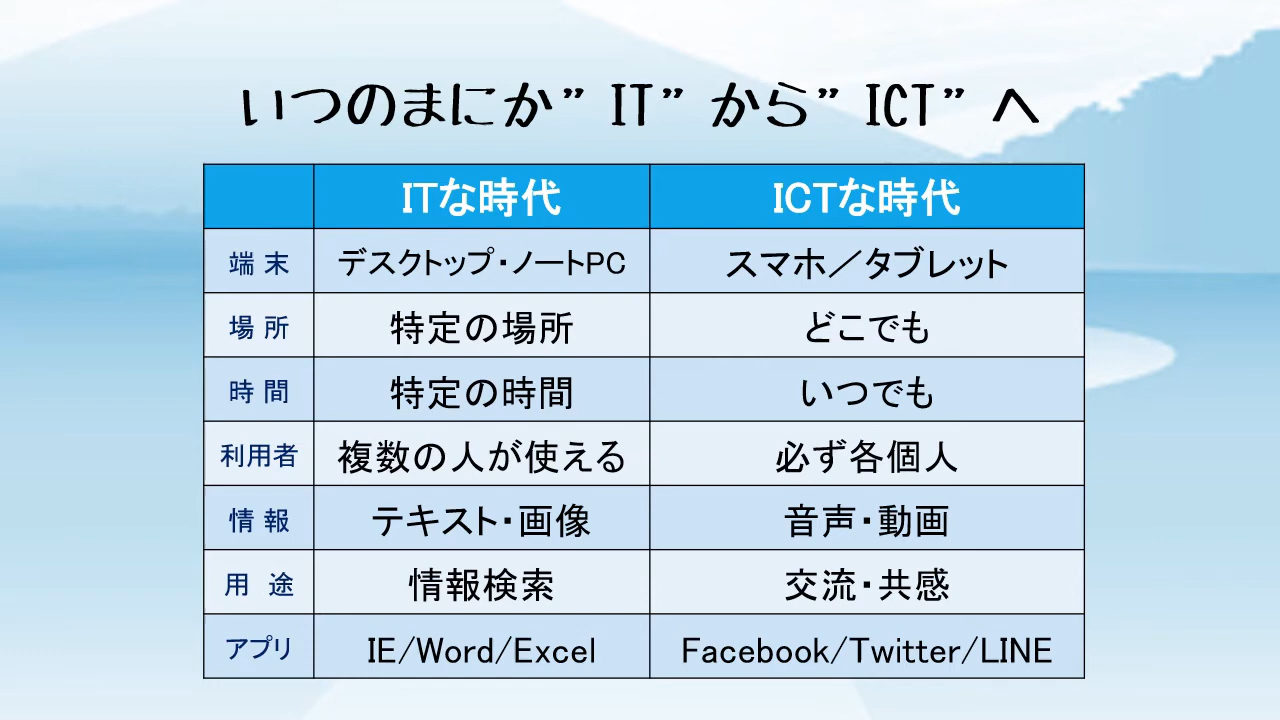 いつのまにか” IT” から” ICT” へ
ITな時代 ICTな時代
端 末 デスクトップ・ノートPC スマホ／タブレット
場 所 特定の場所 どこでも
時 間 特定の時間 いつでも
利用者 複数の人が使える 必ず各個人
情 報 テキスト・画像 音声・動画
用 途 情報検索 交流・共感
アプリ IE/Word/Excel Facebook/Twitter/LINE